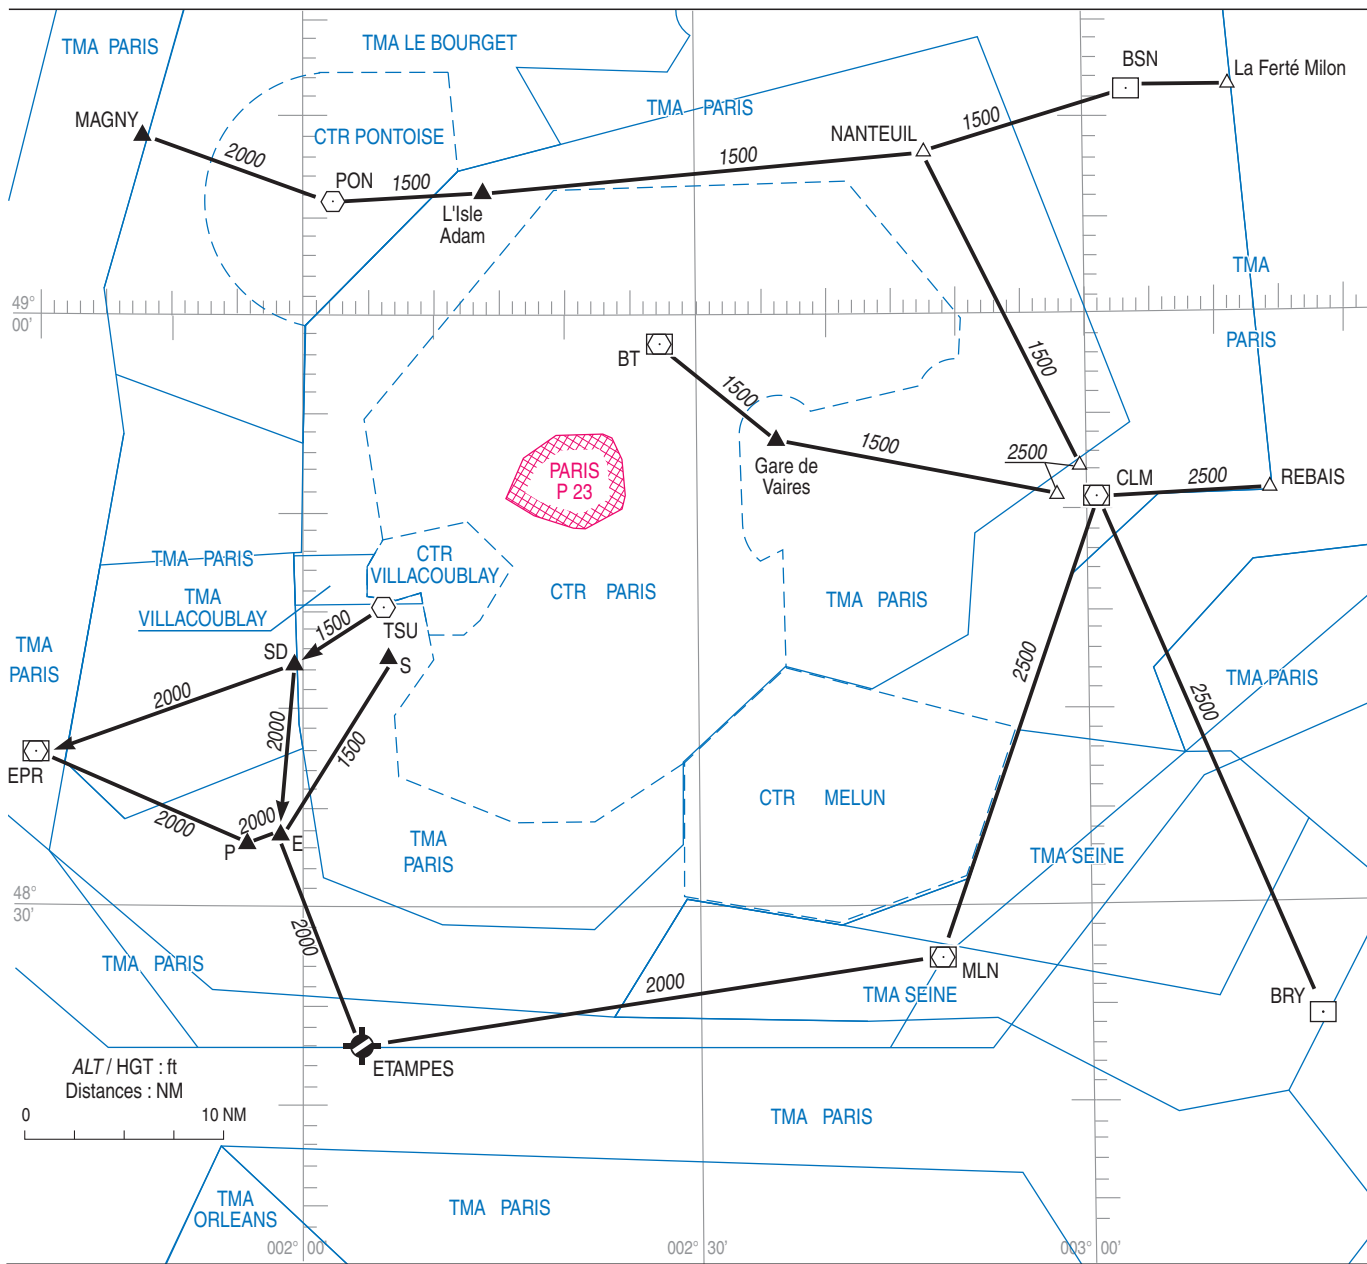 TMA PARIS
TMA LE BOURGET
BSN
La Ferté Milon
MAGNY
TMA PARIS
CTR PONTOISE
NANTEUIL
1500
2000
1500
PON
1500
L'Isle
Adam
TMA
PARIS
49°
00'
BT
1500
1500
1500
2500
Gare de
Vaires
CLM
2500
REBAIS
PARIS
P 23
TMA PARIS
CTR
VILLACOUBLAY
TMA
VILLACOUBLAY
CTR PARIS
TMA PARIS
1500
TSU
TMA
PARIS
SD
S
2500
TMA PARIS
2000
2000
1500
2500
EPR
CTR MELUN
2000
2000
P
E
TMA
PARIS
TMA SEINE
48°
30'
2000
TMA PARIS
2000
MLN
TMA SEINE
BRY
ETAMPES
ALT / HGT : ft
Distances : NM
0
10 NM
TMA PARIS
TMA
ORLEANS
TMA PARIS
002° 00'
002° 30'
003° 00'